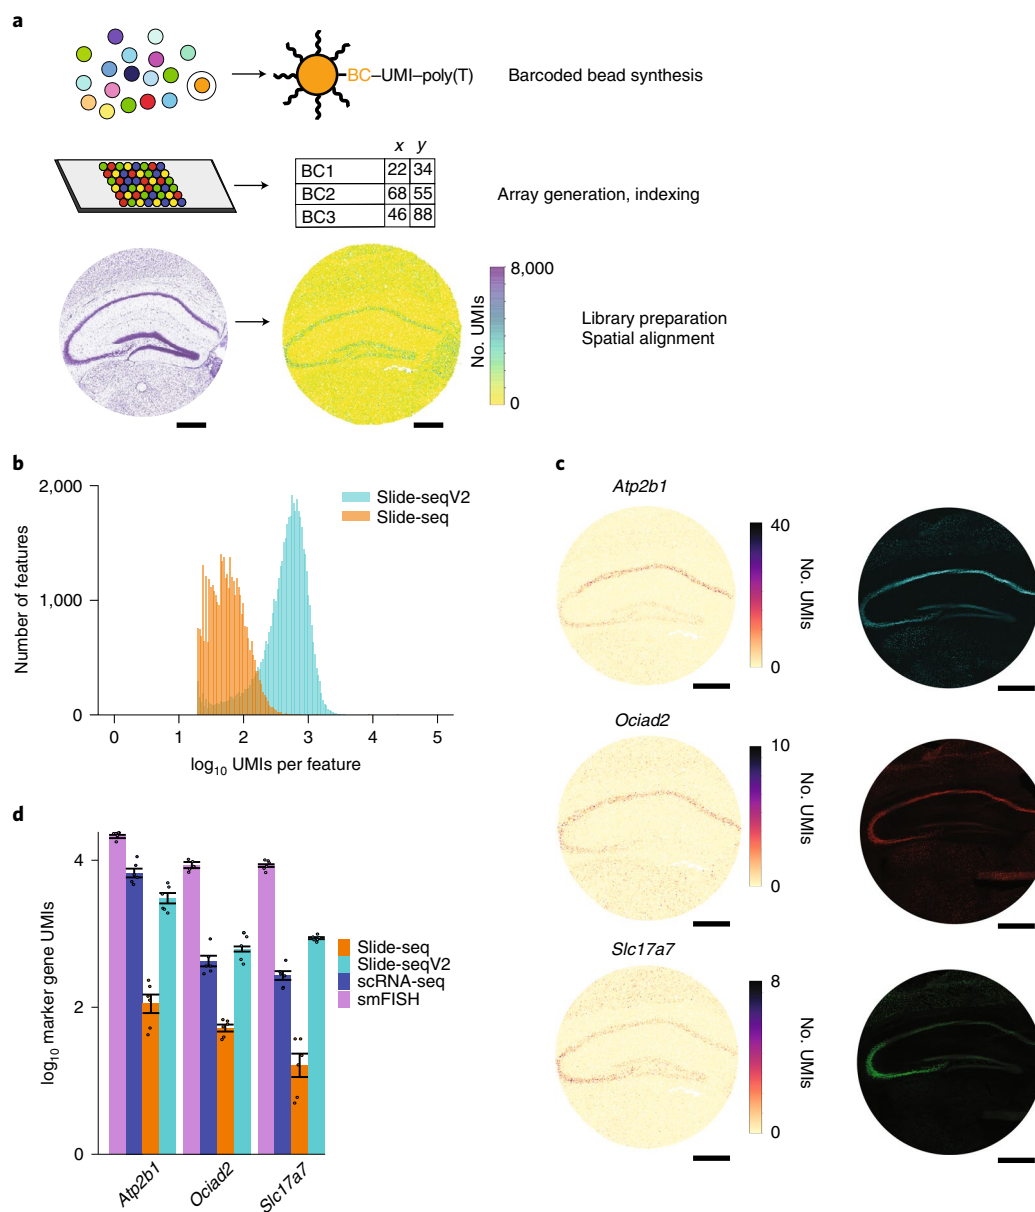 a
BC–UMI–poly(T)
Barcoded bead synthesis
x y
BC1 22 34
BC2 68 55
BC3 46 88
Array generation, indexing
8,000
No. UMIs
0
Library preparation
Spatial alignment
b
2,000
1,000
0
Number of features
Slide-seqV2
Slide-seq
0 1 2 3 4 5
log10 UMIs per feature
c
Atp2b1
40
No. UMIs
0
Ociad2
10
No. UMIs
0
Slc17a7
8
No. UMIs
0
d
4
2
0
log10 marker gene UMIs
Slide-seq
Slide-seqV2
scRNA-seq
smFISH
Atp2b1
Ociad2
Slc17a7